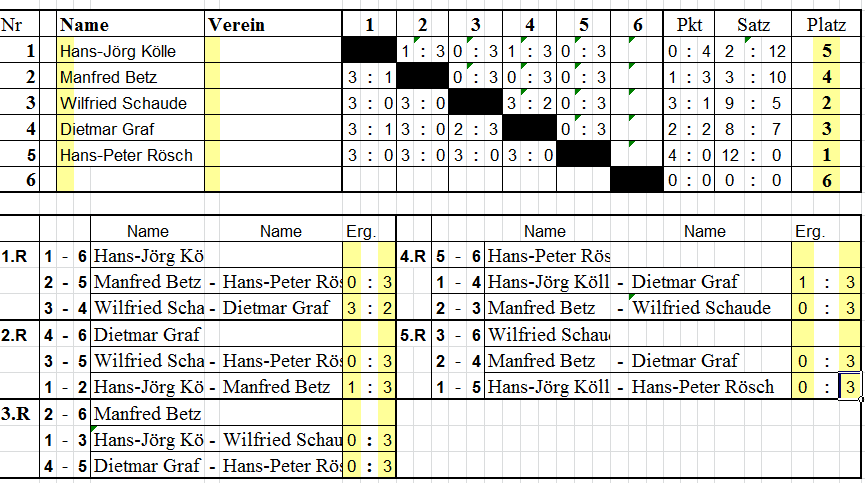 Nr Name Verein 1 2 3 4 5 6 Pkt Satz Platz
1 Hans-Jörg Kölle 1 : 3 0 : 3 1 : 3 0 : 3 0 : 4 2 : 12 5
2 Manfred Betz 3 : 1 0 : 3 0 : 3 0 : 3 1 : 3 3 : 10 4
3 Wilfried Schaude 3 : 0 3 : 0 3 : 2 0 : 3 3 : 1 9 : 5 2
4 Dietmar Graf 3 : 1 3 : 0 2 : 3 0 : 3 2 : 2 8 : 7 3
5 Hans-Peter Rösch 3 : 0 3 : 0 3 : 0 3 : 0 4 : 0 12 : 0 1
6 0 : 0 0 : 0 6
Name Name Erg. Name Name Erg.
1.R 1 - 6 Hans-Jörg Kö 4.R 5 - 6 Hans-Peter Rös
2 - 5 Manfred Betz - Hans-Peter Rös 0 : 3 1 - 4 Hans-JörgKöll - Dietmar Graf 1 : 3
3 - 4 Wilfried Scha - Dietmar Graf 3 : 2 2 - 3 Manfred Betz - Wilfried Schaude 0 : 3
2.R 4 - 6 Dietmar Graf 5.R 3 - 6 Wilfried Schau
3 - 5 Wilfried Scha - Hans-Peter Rös 0 : 3 2 - 4 Manfred Betz - Dietmar Graf 0 : 3
1 - 2 Hans-Jörg Kö - Manfred Betz 1 : 3 1 - 5 Hans-Jörg Köll - Hans-Peter Rösch 0 : 3
3.R 2 - 6 Manfred Betz
1 - 3 Hans-Jörg Kö - Wilfried Schau 0 : 3
4 - 5 Dietmar Graf - Hans-Peter Rös 0 : 3